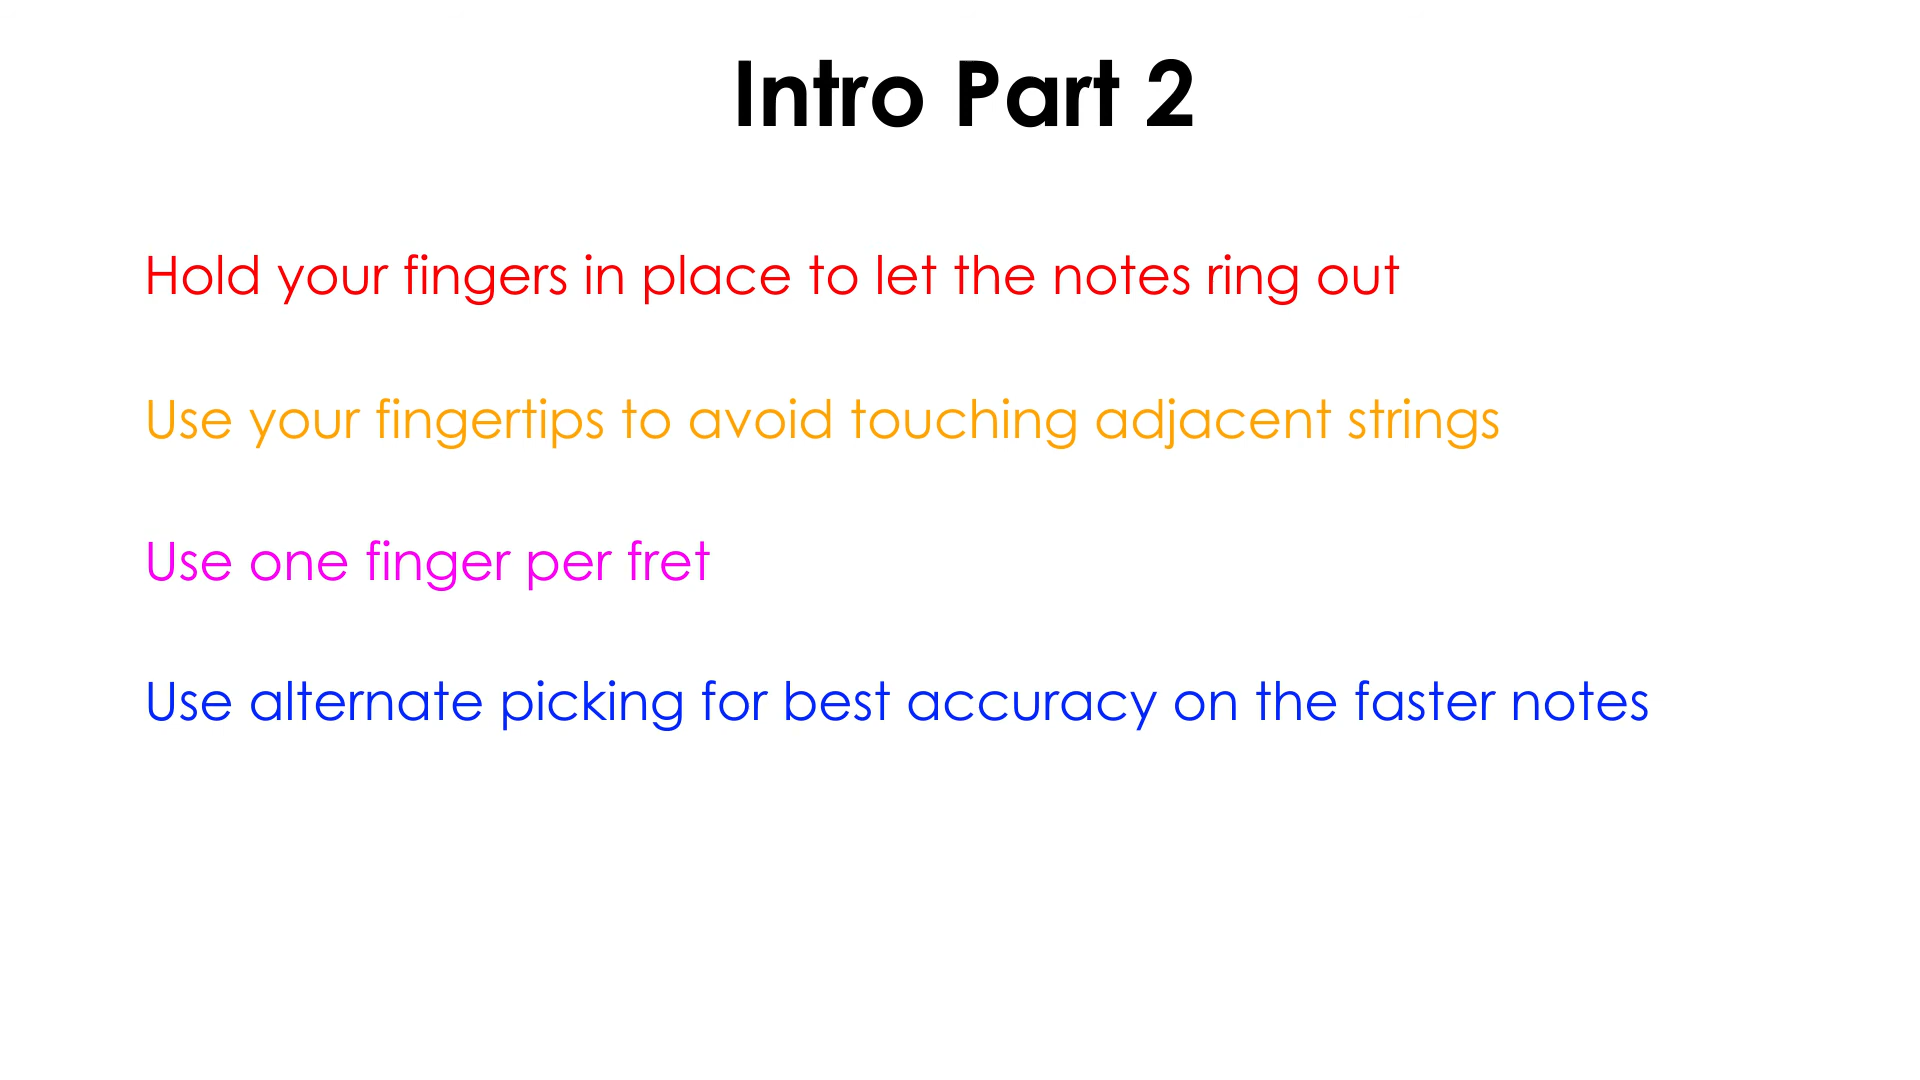 Intro Part 2
Hold your fingers in place to let the notes ring out
Use your fingertips to avoid touching adjacent strings
Use one finger per fret
Use alternate picking for best accuracy on the faster notes